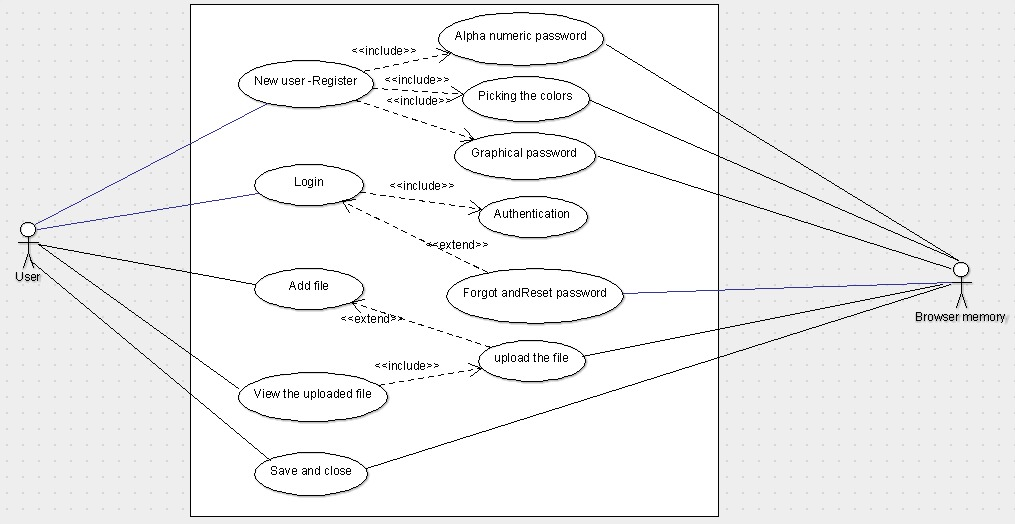 Alpha numeric password
<<include>>
New user -Register
<<include>>
Picking the colors
<<include>>
Graphical password
Login
<<include>>
Authentication
<<extend>>
User
Add file
Forgot andReset password
Browser memory
<<extend>>
upload the file
<<include>>
View the uploaded file
Save and close